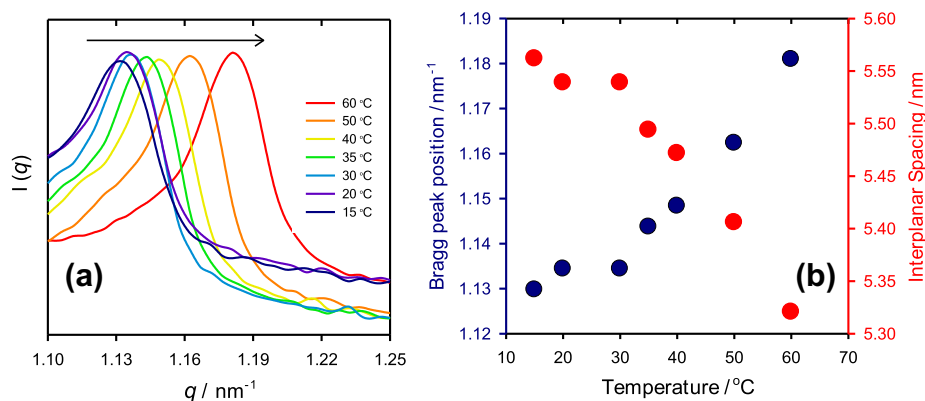 I (q)
60 °C
50 °C
40 °C
35 °C
30 °C
20 °C
15 °C
(a)
1.10 1.13 1.16 1.19 1.22 1.25
q / nm⁻¹
Bragg peak position / nm⁻¹
1.19
1.18
1.17
1.16
1.15
1.14
1.13
1.12
(b)
10 20 30 40 50 60 70
Temperature / °C
5.60
5.55
5.50
5.45
5.40
5.35
5.30
Interplanar Spacing / nm